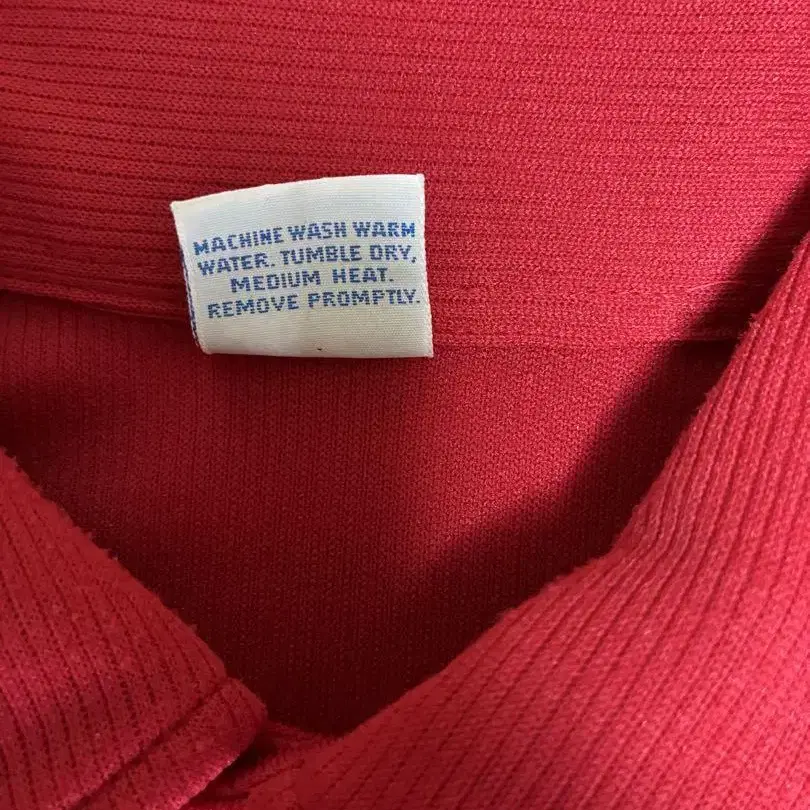 MACHINE WASH WARM
WATER. TUMBLE DRY,
MEDIUM HEAT.
REMOVE PROMPTLY.